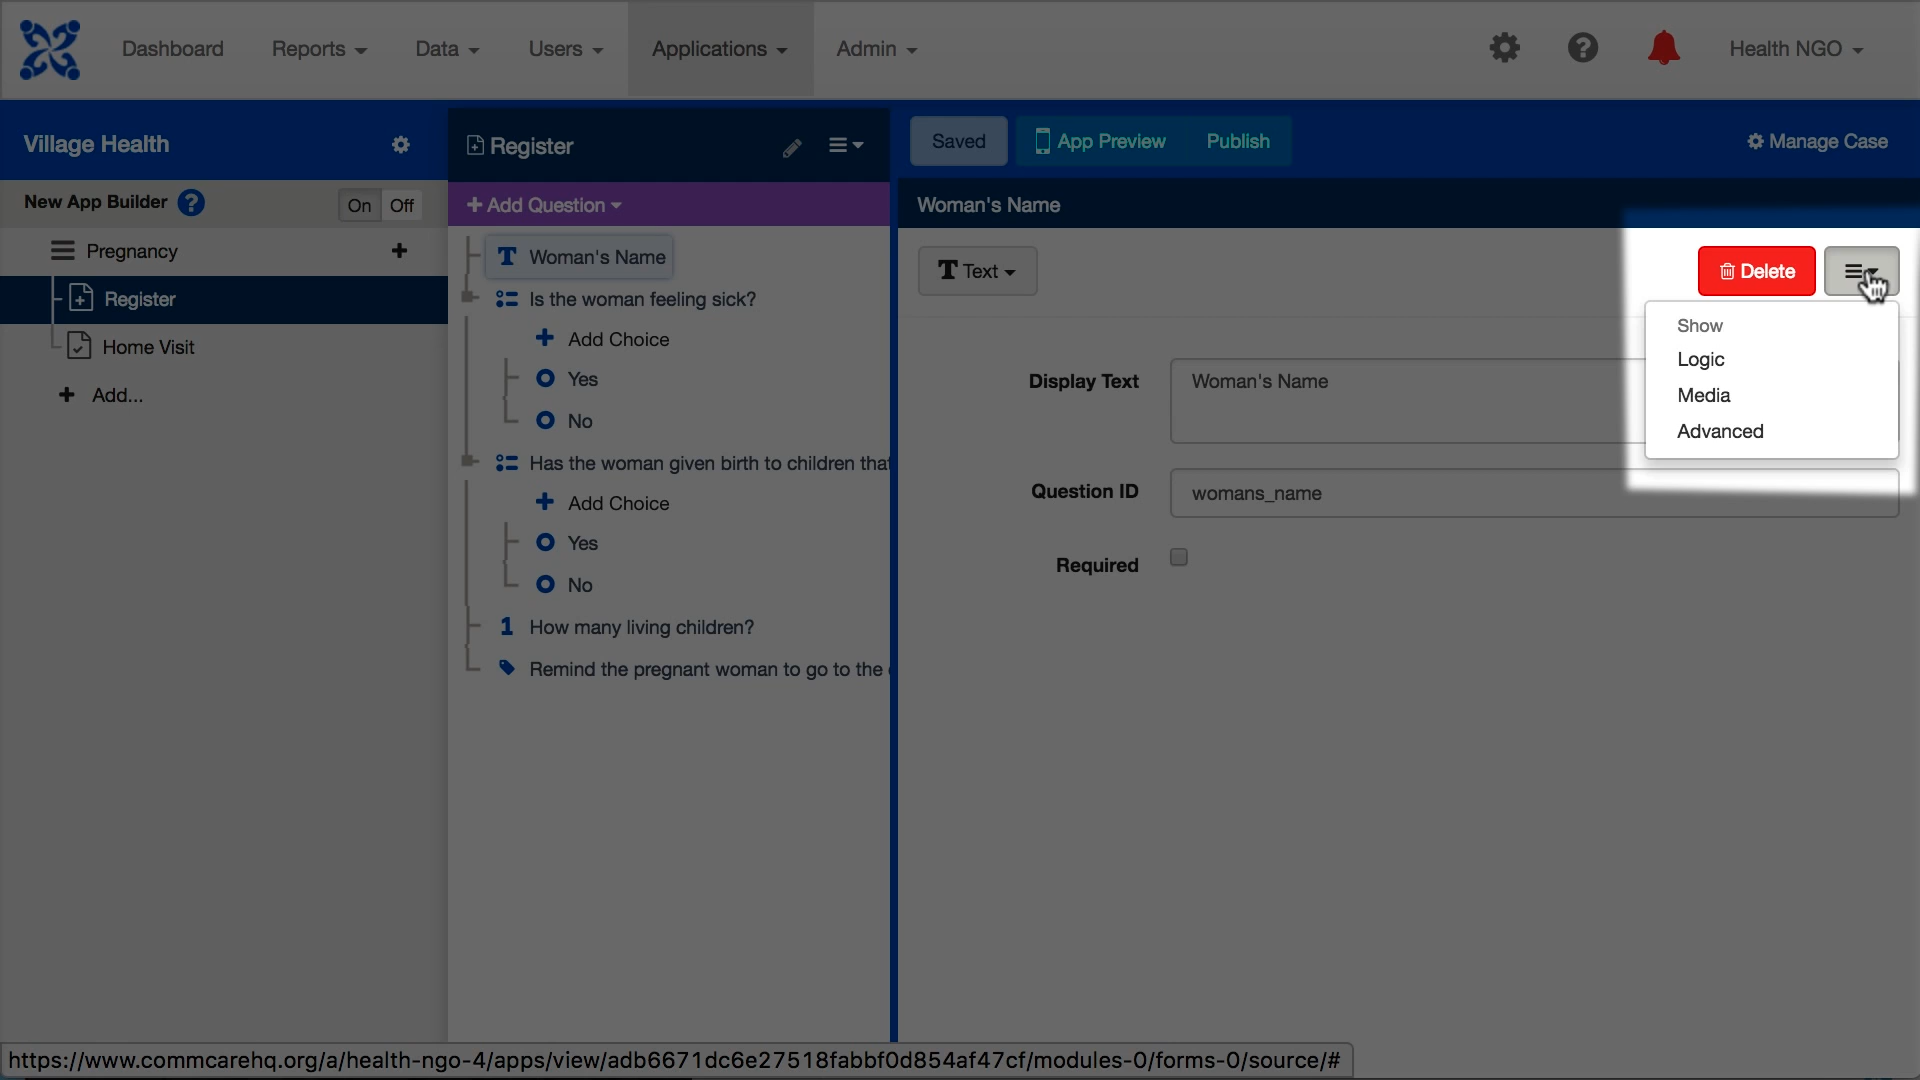 Dashboard Reports Data Users Applications Admin Health NGO
Village Health
Register
Saved App Preview Publish Manage Case
New App Builder ? On Off
+ Add Question
Woman's Name
Pregnancy +
T Woman's Name
T Text
Delete
Register
Is the woman feeling sick?
Show
Home Visit
Add Choice
Logic
Display Text Woman's Name
Yes
Media
+ Add...
No
Advanced
Has the woman given birth to children that
Question ID womans_name
Add Choice
Yes
Required
No
1 How many living children?
Remind the pregnant woman to go to the
https://www.commcarehq.org/a/health-ngo-4/apps/view/adb6671dc6e27518fabbf0d854af47cf/modules-0/forms-0/source/#